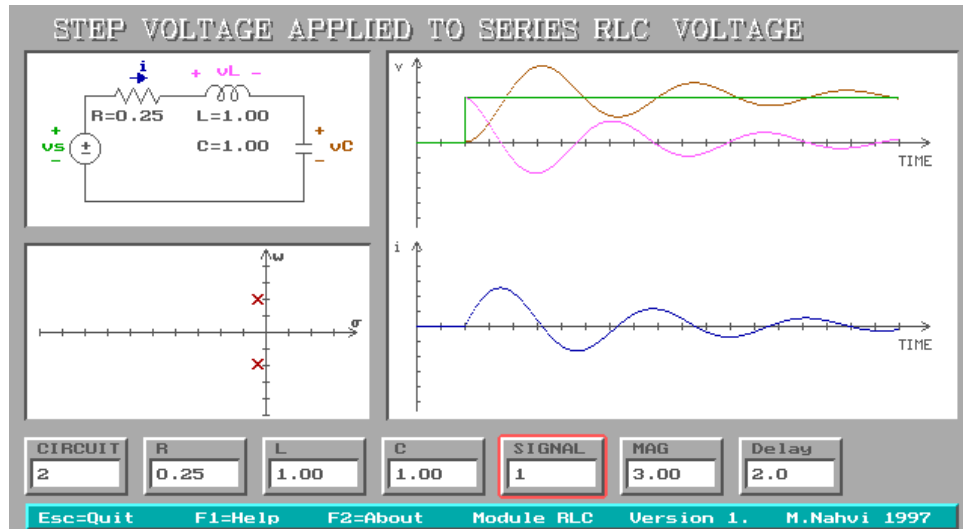 STEP VOLTAGE APPLIED TO SERIES RLC VOLTAGE
i
+ vL -
R=0.25 L=1.00
C=1.00
+
vs
-
±
+
vC
-
v
TIME
w
σ
i
TIME
CIRCUIT
2
R
0.25
L
1.00
C
1.00
SIGNAL
1
MAG
3.00
Delay
2.0
Esc=Quit F1=Help F2=About Module RLC Version 1. M.Nahvi 1997